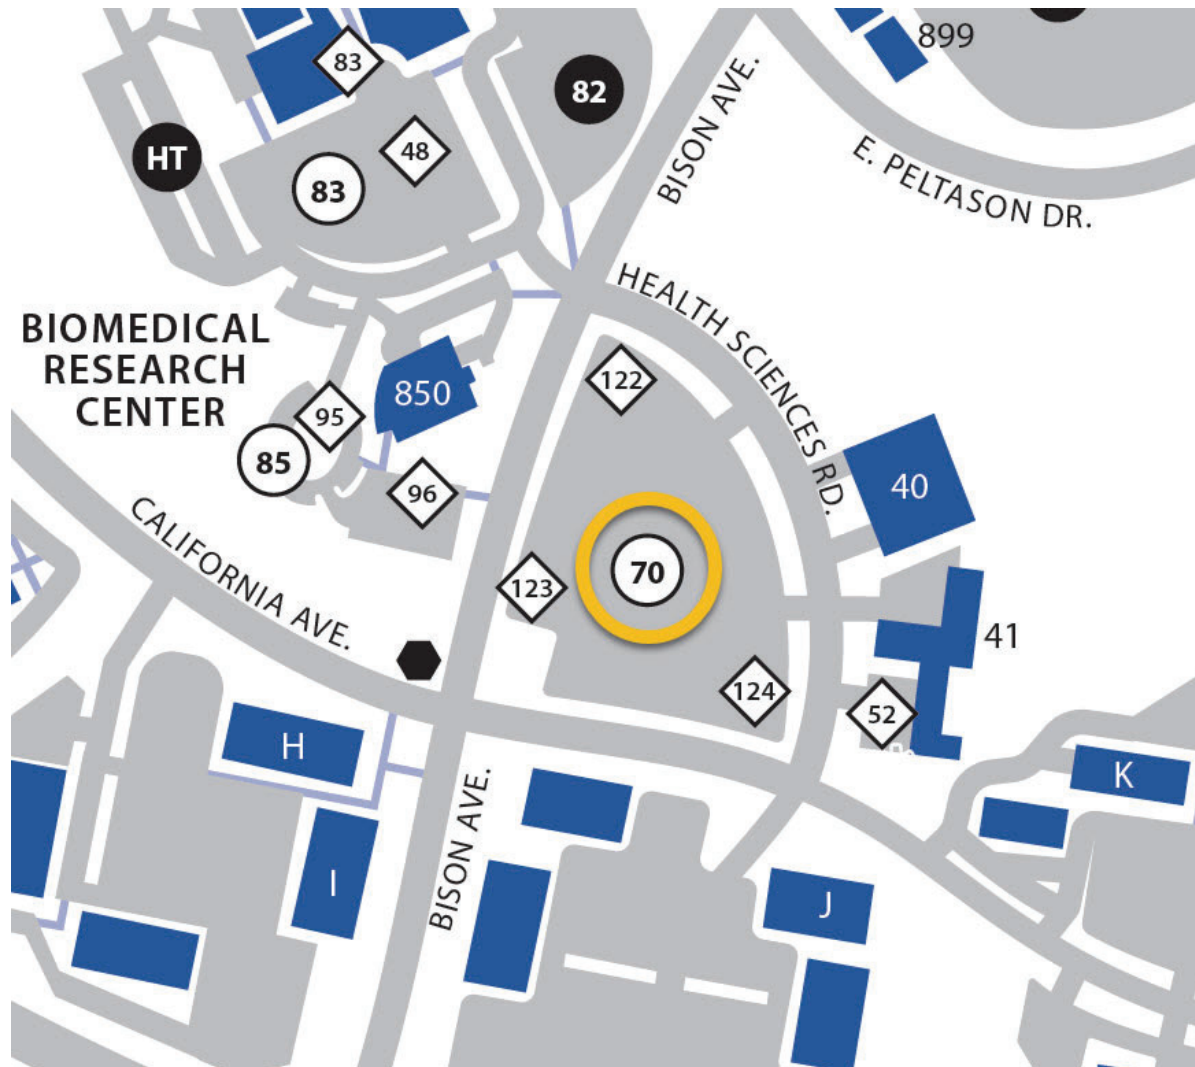 899
83
82
48
HT
83
BISON AVE.
E. PELTASON DR.
HEALTH SCIENCES RD.
BIOMEDICAL
RESEARCH
CENTER
122
850
95
85
96
40
CALIFORNIA AVE.
70
123
41
124
52
H
K
BISON AVE.
I
J